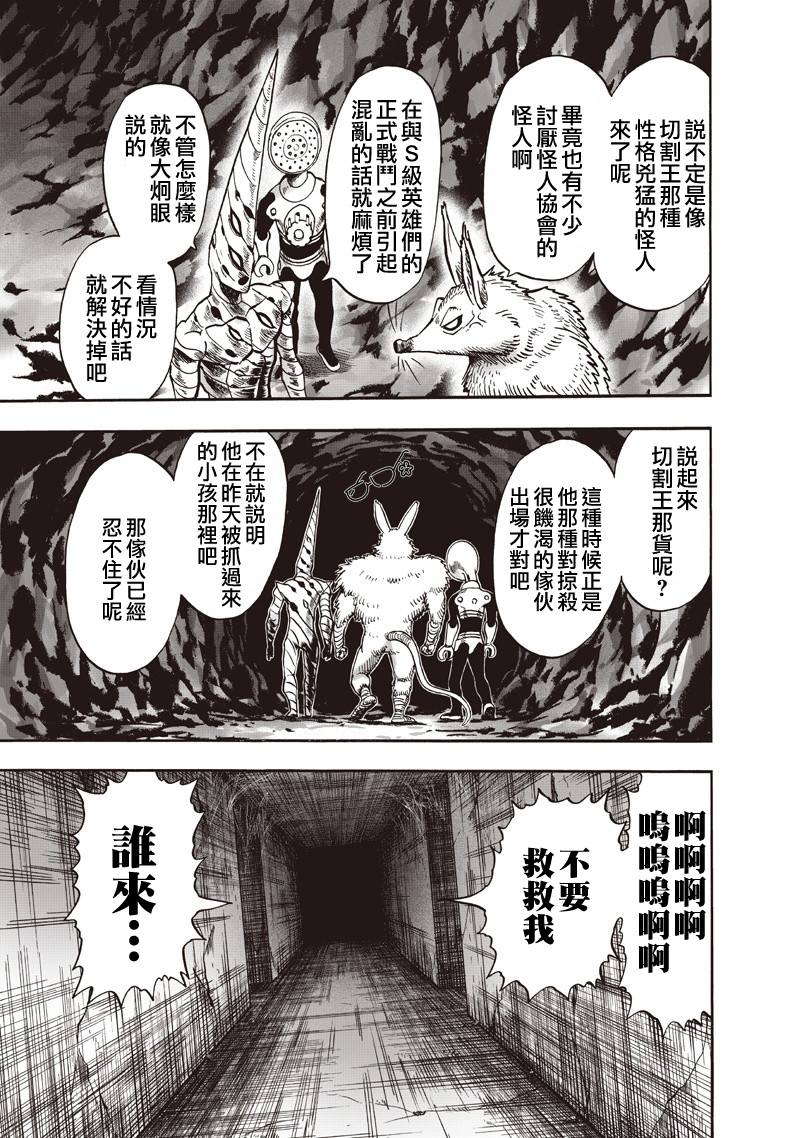 說不定是像
切割王那種
性格兇猛的怪人
來了呢
畢竟也有不少
討厭怪人協會的
怪人啊
在與S級英雄們的
正式戰鬥之前引起
混亂的話就麻煩了
不管怎麼樣
就像大炯眼
說的
看情況
不好的話
就解決掉吧
說起來
切割王那貨呢?
這種時候正是
他那種對掠殺
很饑渴的傢伙
出場才對吧
不在就說明
他在昨天被抓過來
的小孩那裡吧
那傢伙已經
忍不住了呢
啊啊啊啊
嗚嗚嗚啊啊
不要
救救我
誰來…